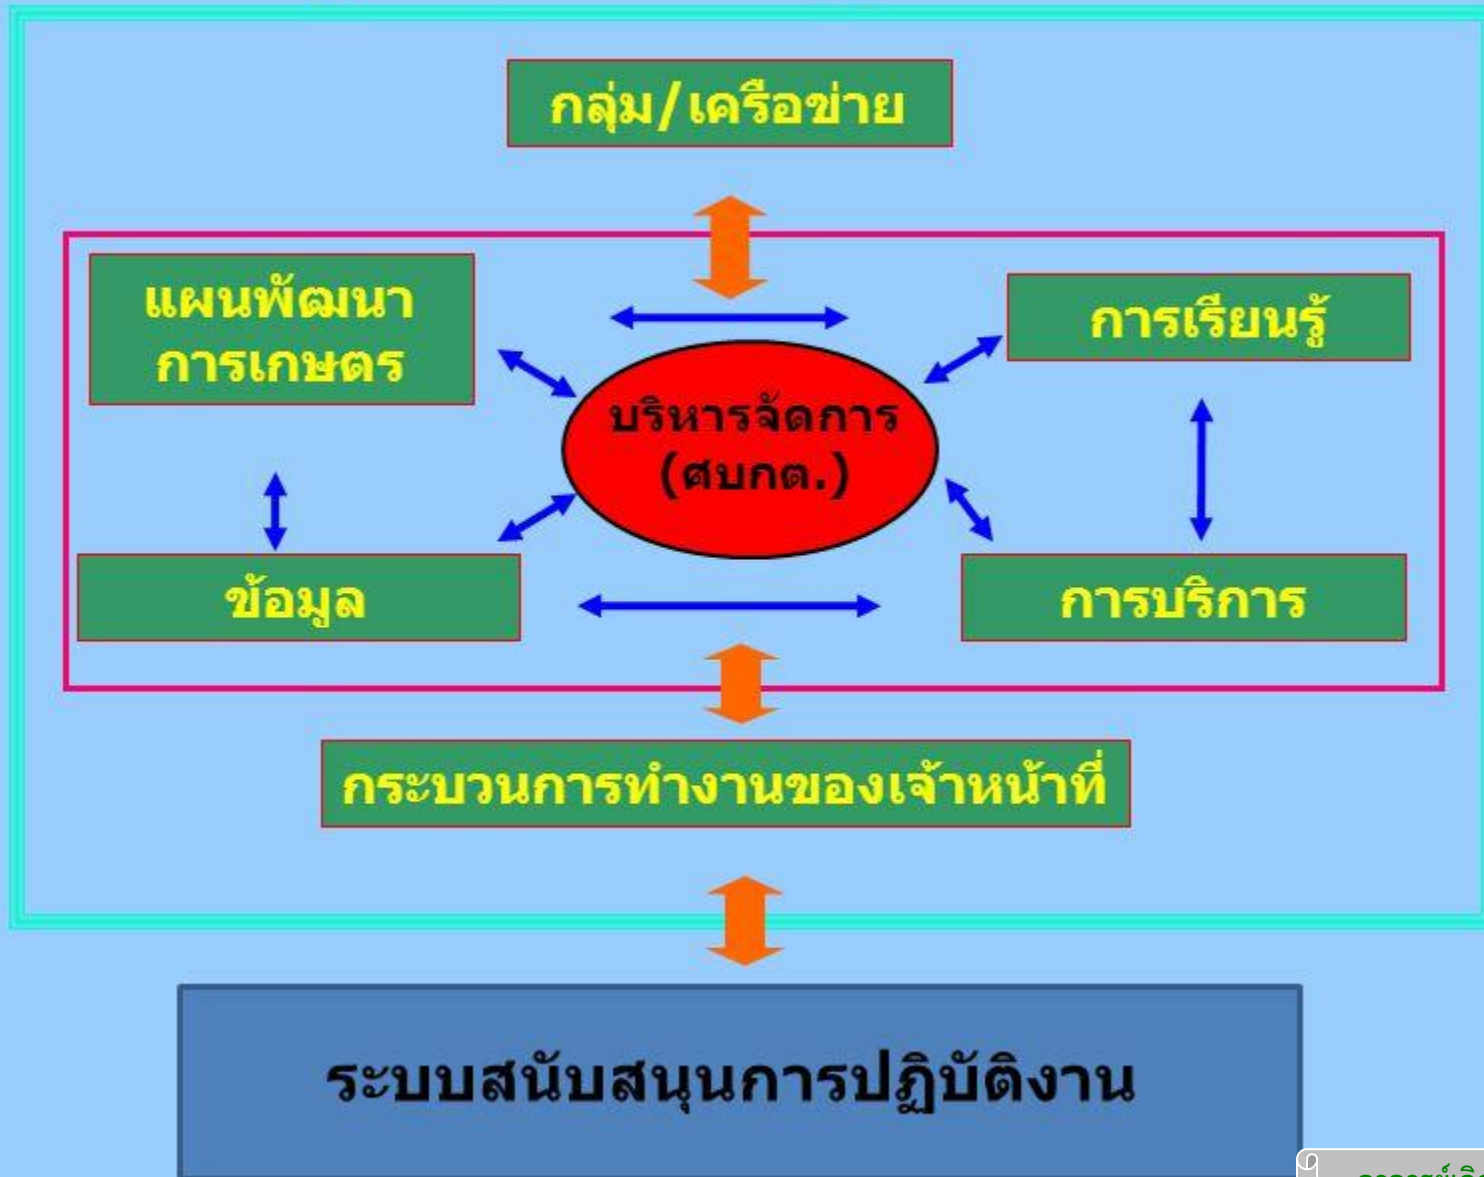 กลุ่ม/เครือข่าย
แผนพัฒนา
การเกษตร
การเรียนรู้
บริหารจัดการ
(ศบกต.)
ข้อมูล
การบริการ
กระบวนการทำงานของเจ้าหน้าที่
ระบบสนับสนุนการปฏิบัติงาน